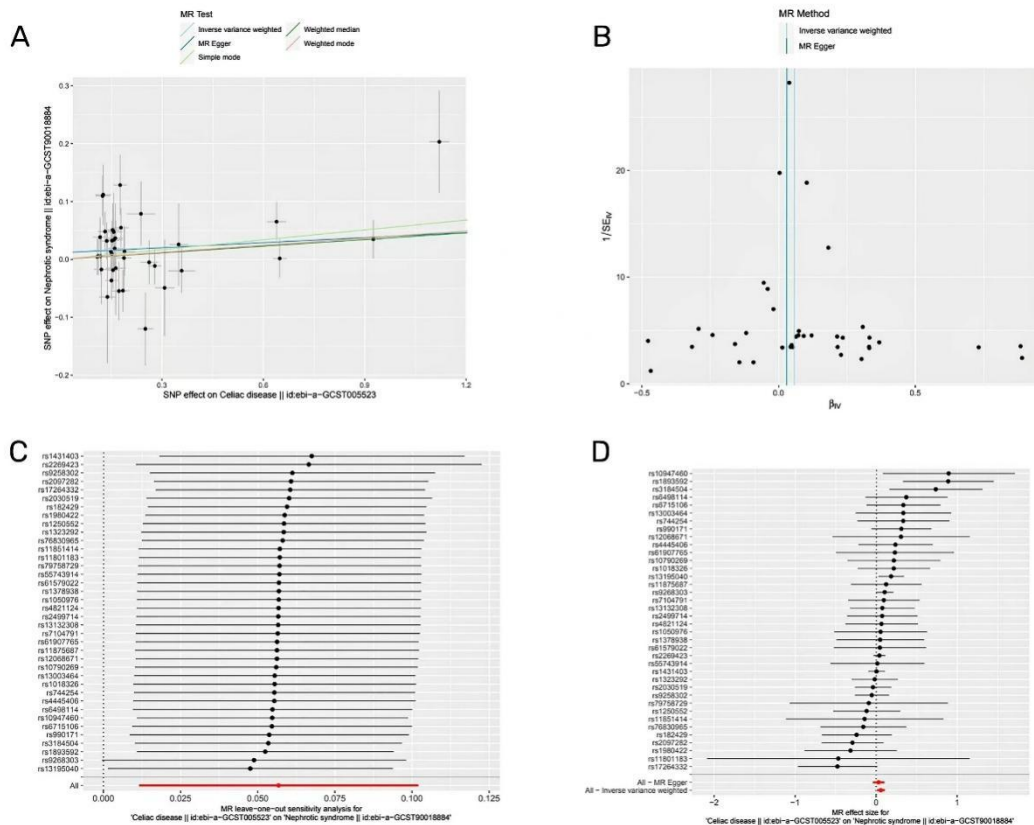 A
MR Test
Inverse variance weighted
Weighted median
MR Egger
Weighted mode
Simple mode
SNP effect on Nephrotic syndrome || id:ebi-a-GCST90018884
0.3
0.2
0.1
0.0
−0.1
−0.2
0.3
0.6
0.9
1.2
SNP effect on Celiac disease || id:ebi-a-GCST005523
B
MR Method
Inverse variance weighted
MR Egger
1/SEIV
20
10
0
−0.5
0.0
0.5
βIV
C
rs1431403
rs2269423
rs9258302
rs2097282
rs17264332
rs2030519
rs182429
rs1980422
rs1250552
rs1323292
rs76830965
rs11851414
rs11801183
rs79758729
rs55743914
rs61579022
rs1378938
rs1050976
rs4821124
rs2499714
rs13132308
rs7104791
rs61907765
rs11875687
rs12068671
rs10790269
rs13003464
rs1018326
rs744254
rs4445406
rs6498114
rs10947460
rs6715106
rs990171
rs3184504
rs1893592
rs9268303
rs13195040
All
0.000
0.025
0.050
0.075
0.100
0.125
MR leave−one−out sensitivity analysis for
'Celiac disease || id:ebi-a-GCST005523' on 'Nephrotic syndrome || id:ebi-a-GCST90018884'
D
rs10947460
rs1893592
rs3184504
rs6498114
rs6715106
rs13003464
rs744254
rs990171
rs12068671
rs4445406
rs61907765
rs10790269
rs1018326
rs13195040
rs11875687
rs9268303
rs7104791
rs13132308
rs2499714
rs4821124
rs1050976
rs1378938
rs61579022
rs2269423
rs55743914
rs1431403
rs1323292
rs2030519
rs9258302
rs79758729
rs1250552
rs11851414
rs76830965
rs182429
rs2097282
rs1980422
rs11801183
rs17264332
All − MR Egger
All − Inverse variance weighted
−2
−1
0
1
MR effect size for
'Celiac disease || id:ebi-a-GCST005523' on 'Nephrotic syndrome || id:ebi-a-GCST90018884'